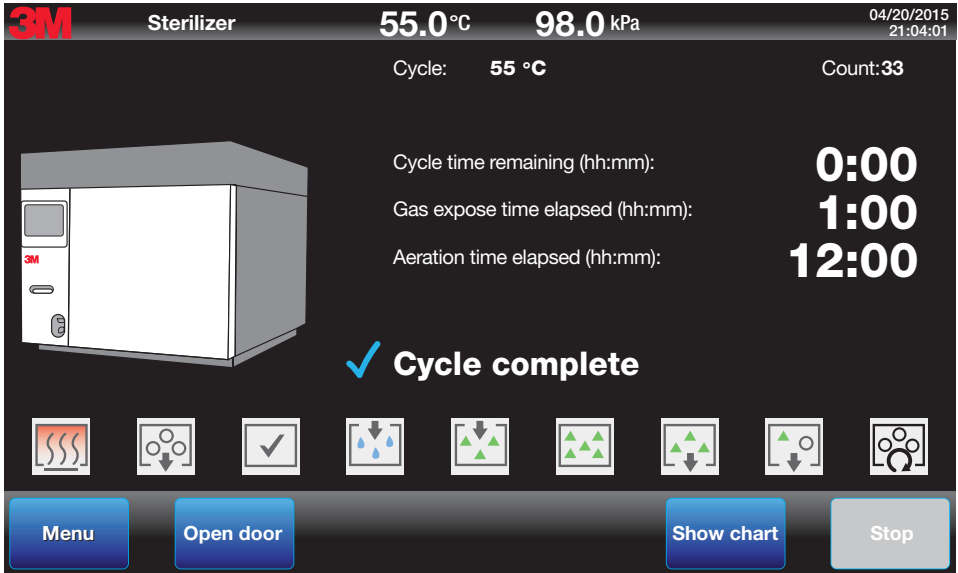 3M Sterilizer 55.0°C 98.0 kPa 04/20/2015
21:04:01
Cycle: 55 °C Count:33
Cycle time remaining (hh:mm): 0:00
Gas expose time elapsed (hh:mm): 1:00
Aeration time elapsed (hh:mm): 12:00
3M
Cycle complete
Menu Open door Show chart Stop